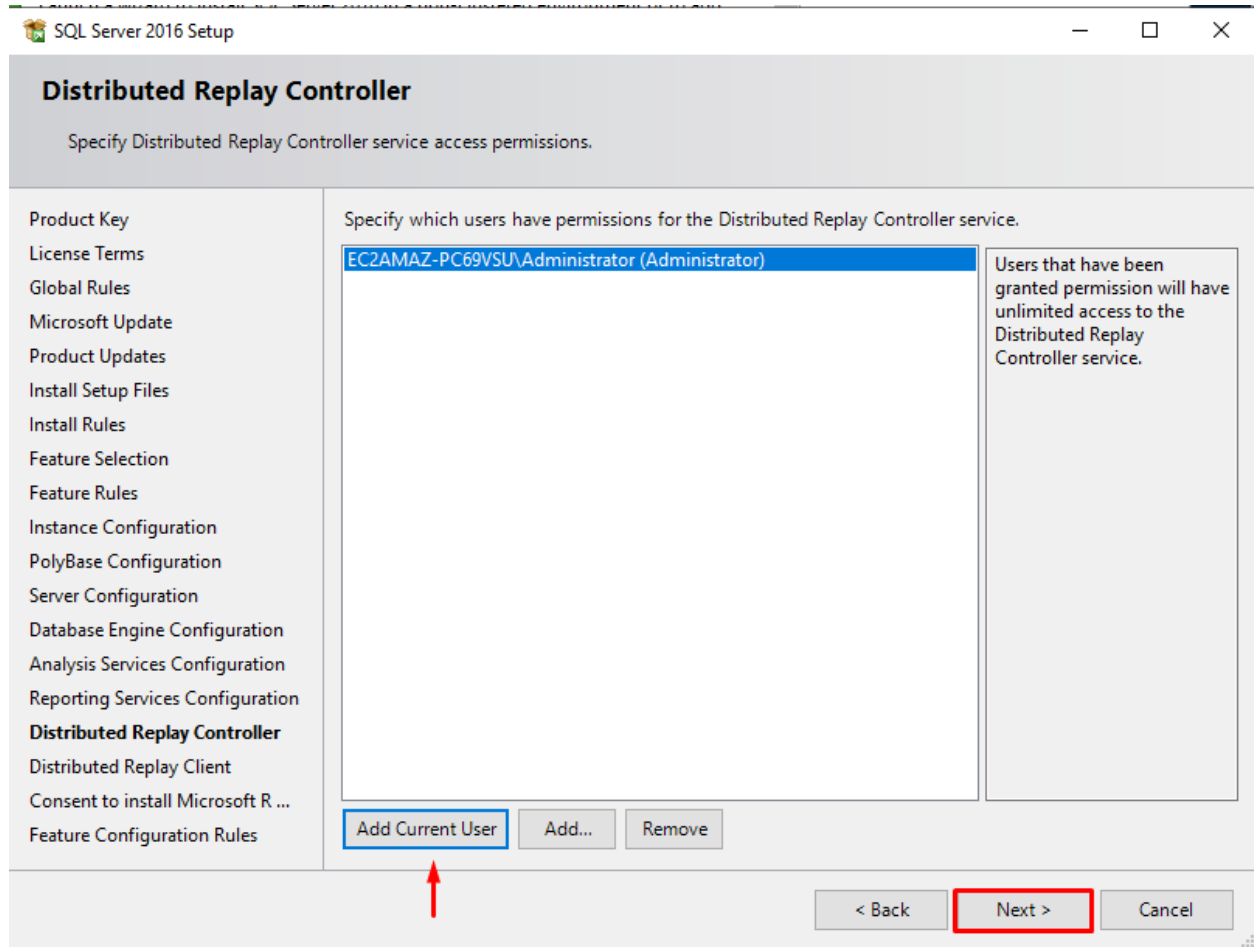 SQL Server 2016 Setup
Distributed Replay Controller
Specify Distributed Replay Controller service access permissions.
Product Key
License Terms
Global Rules
Microsoft Update
Product Updates
Install Setup Files
Install Rules
Feature Selection
Feature Rules
Instance Configuration
PolyBase Configuration
Server Configuration
Database Engine Configuration
Analysis Services Configuration
Reporting Services Configuration
Distributed Replay Controller
Distributed Replay Client
Consent to install Microsoft R ...
Feature Configuration Rules
Specify which users have permissions for the Distributed Replay Controller service.
EC2AMAZ-PC69VSU\Administrator (Administrator)
Users that have been
granted permission will have
unlimited access to the
Distributed Replay
Controller service.
Add Current User
Add...
Remove
< Back
Next >
Cancel